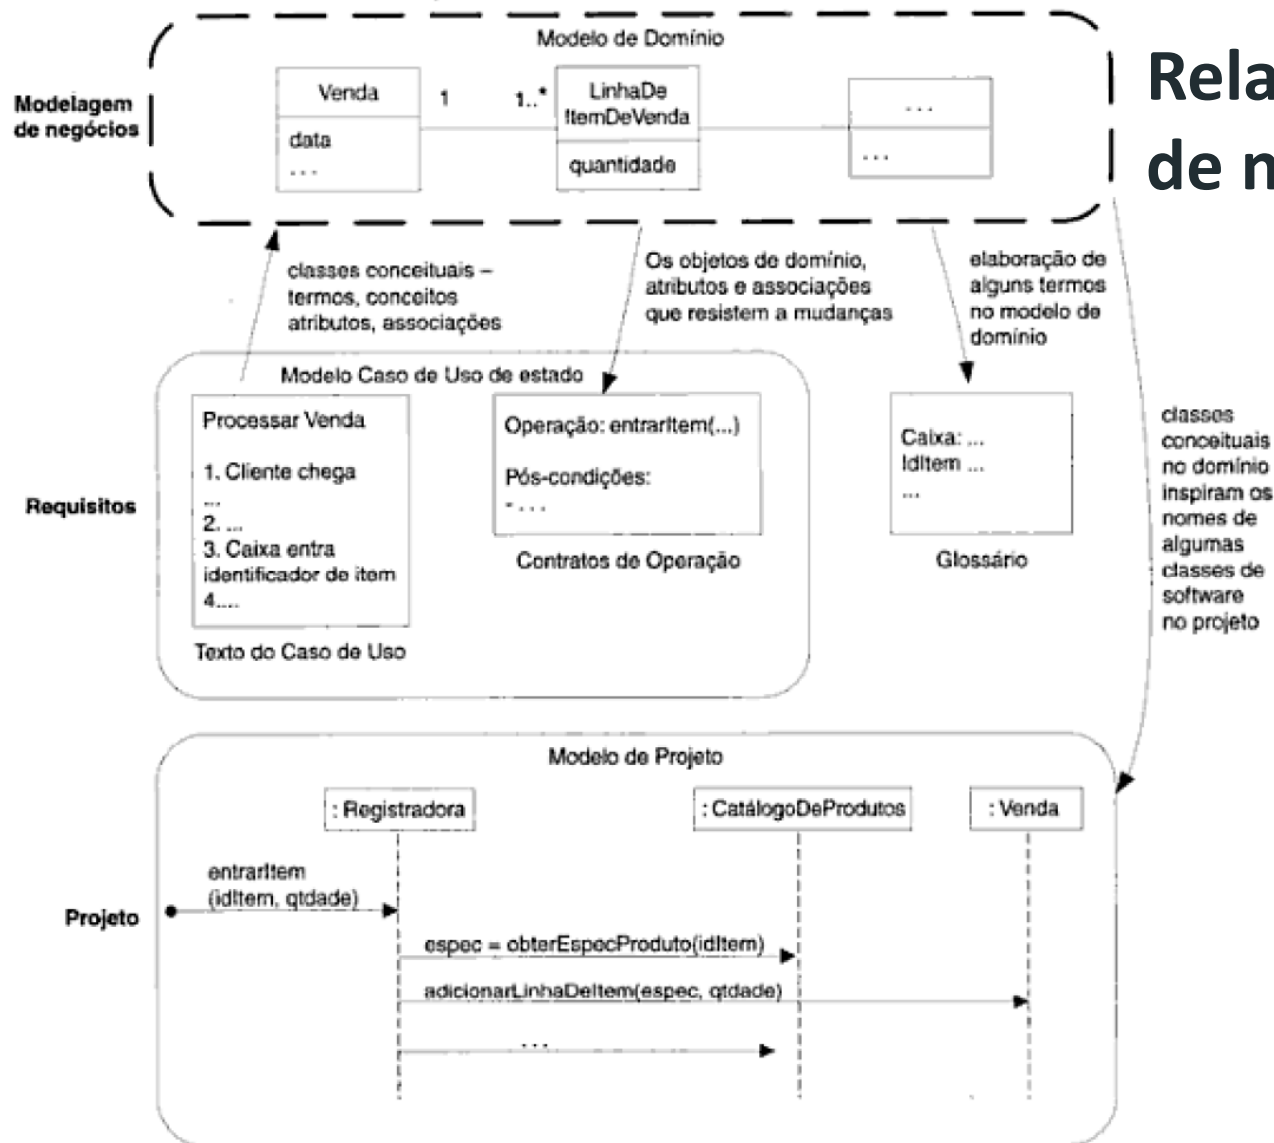 Modelo de Domínio
Rela
de n
Modelagem
de negócios
Venda
1
1..*
LinhaDe
ItemDeVenda
...
data
...
quantidade
...
classes conceituais –
termos, conceitos
atributos, associações
Os objetos de domínio,
atributos e associações
que resistem a mudanças
elaboração de
alguns termos
no modelo de
domínio
classes
conceituais
no domínio
inspiram os
nomes de
algumas
classes de
software
no projeto
Requisitos
Modelo Caso de Uso de estado
Processar Venda
1. Cliente chega
...
2. ...
3. Caixa entra
identificador de item
4....
Texto do Caso de Uso
Operação: entrarItem(...)
Pós-condições:
- ...
Contratos de Operação
Caixa: ...
IdItem ...
...
Glossário
Modelo de Projeto
Projeto
: Registradora
: CatálogoDeProdutos
: Venda
entrarItem
(idItem, qtdade)
espec = obterEspecProduto(idItem)
adicionarLinhaDeItem(espec, qtdade)
...